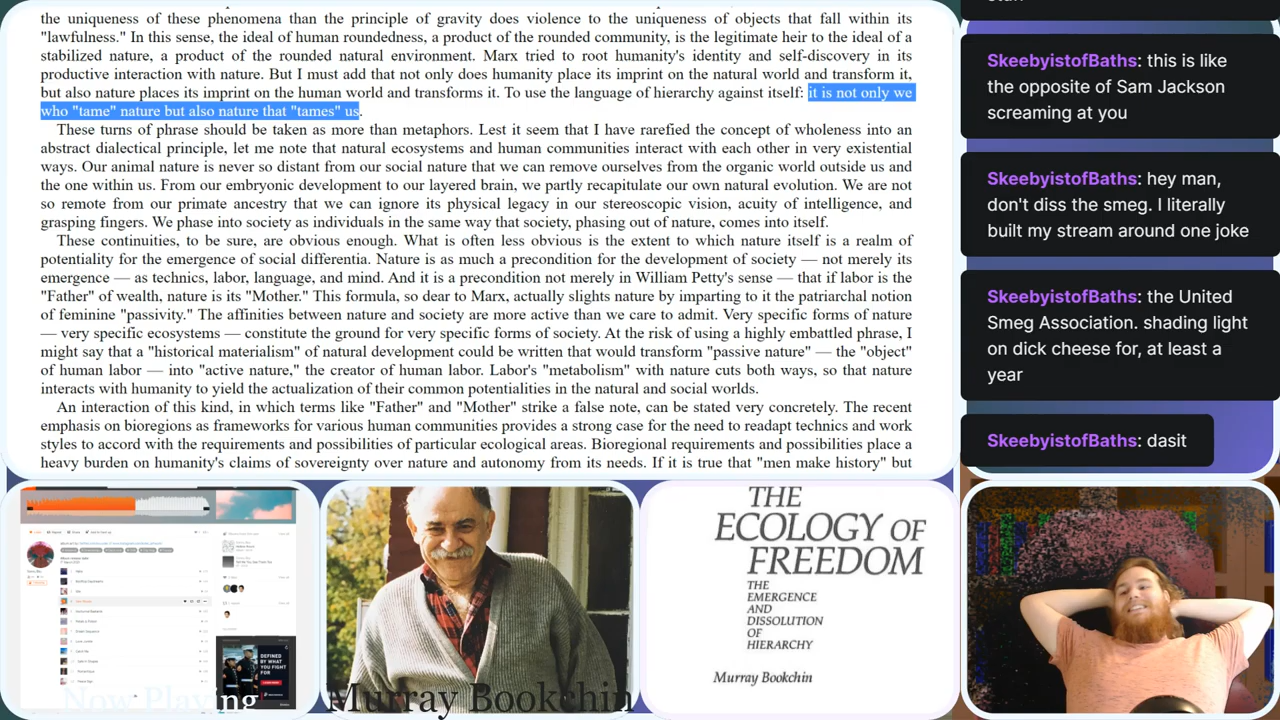 the uniqueness of these phenomena than the principle of gravity does violence to the uniqueness of objects that fall within its
"lawfulness." In this sense, the ideal of human roundedness, a product of the rounded community, is the legitimate heir to the ideal of a
stabilized nature, a product of the rounded natural environment. Marx tried to root humanity's identity and self-discovery in its
productive interaction with nature. But I must add that not only does humanity place its imprint on the natural world and transform it,
but also nature places its imprint on the human world and transforms it. To use the language of hierarchy against itself: it is not only we
who "tame" nature but also nature that "tames" us.
These turns of phrase should be taken as more than metaphors. Lest it seem that I have rarefied the concept of wholeness into an
abstract dialectical principle, let me note that natural ecosystems and human communities interact with each other in very existential
ways. Our animal nature is never so distant from our social nature that we can remove ourselves from the organic world outside us and
the one within us. From our embryonic development to our layered brain, we partly recapitulate our own natural evolution. We are not
so remote from our primate ancestry that we can ignore its physical legacy in our stereoscopic vision, acuity of intelligence, and
grasping fingers. We phase into society as individuals in the same way that society, phasing out of nature, comes into itself.
These continuities, to be sure, are obvious enough. What is often less obvious is the extent to which nature itself is a realm of
potentiality for the emergence of social differentia. Nature is as much a precondition for the development of society — not merely its
emergence — as technics, labor, language, and mind. And it is a precondition not merely in William Petty's sense — that if labor is the
"Father" of wealth, nature is its "Mother." This formula, so dear to Marx, actually slights nature by imparting to it the patriarchal notion
of feminine "passivity." The affinities between nature and society are more active than we care to admit. Very specific forms of nature
— very specific ecosystems — constitute the ground for very specific forms of society. At the risk of using a highly embattled phrase, I
might say that a "historical materialism" of natural development could be written that would transform "passive nature" — the "object"
of human labor — into "active nature," the creator of human labor. Labor's "metabolism" with nature cuts both ways, so that nature
interacts with humanity to yield the actualization of their common potentialities in the natural and social worlds.
An interaction of this kind, in which terms like "Father" and "Mother" strike a false note, can be stated very concretely. The recent
emphasis on bioregions as frameworks for various human communities provides a strong case for the need to readapt technics and work
styles to accord with the requirements and possibilities of particular ecological areas. Bioregional requirements and possibilities place a
heavy burden on humanity's claims of sovereignty over nature and autonomy from its needs. If it is true that "men make history" but
SkeebyistofBaths: this is like
the opposite of Sam Jackson
screaming at you
SkeebyistofBaths: hey man,
don't diss the smeg. I literally
built my stream around one joke
SkeebyistofBaths: the United
Smeg Association. shading light
on dick cheese for, at least a
year
SkeebyistofBaths: dasit
Now Playing
DEFINED
BY WHAT
YOU FIGHT
FOR
Murray Bookchin
THE
ECOLOGY OF
FREEDOM
THE
EMERGENCE
AND
DISSOLUTION
OF
HIERARCHY
Murray Bookchin